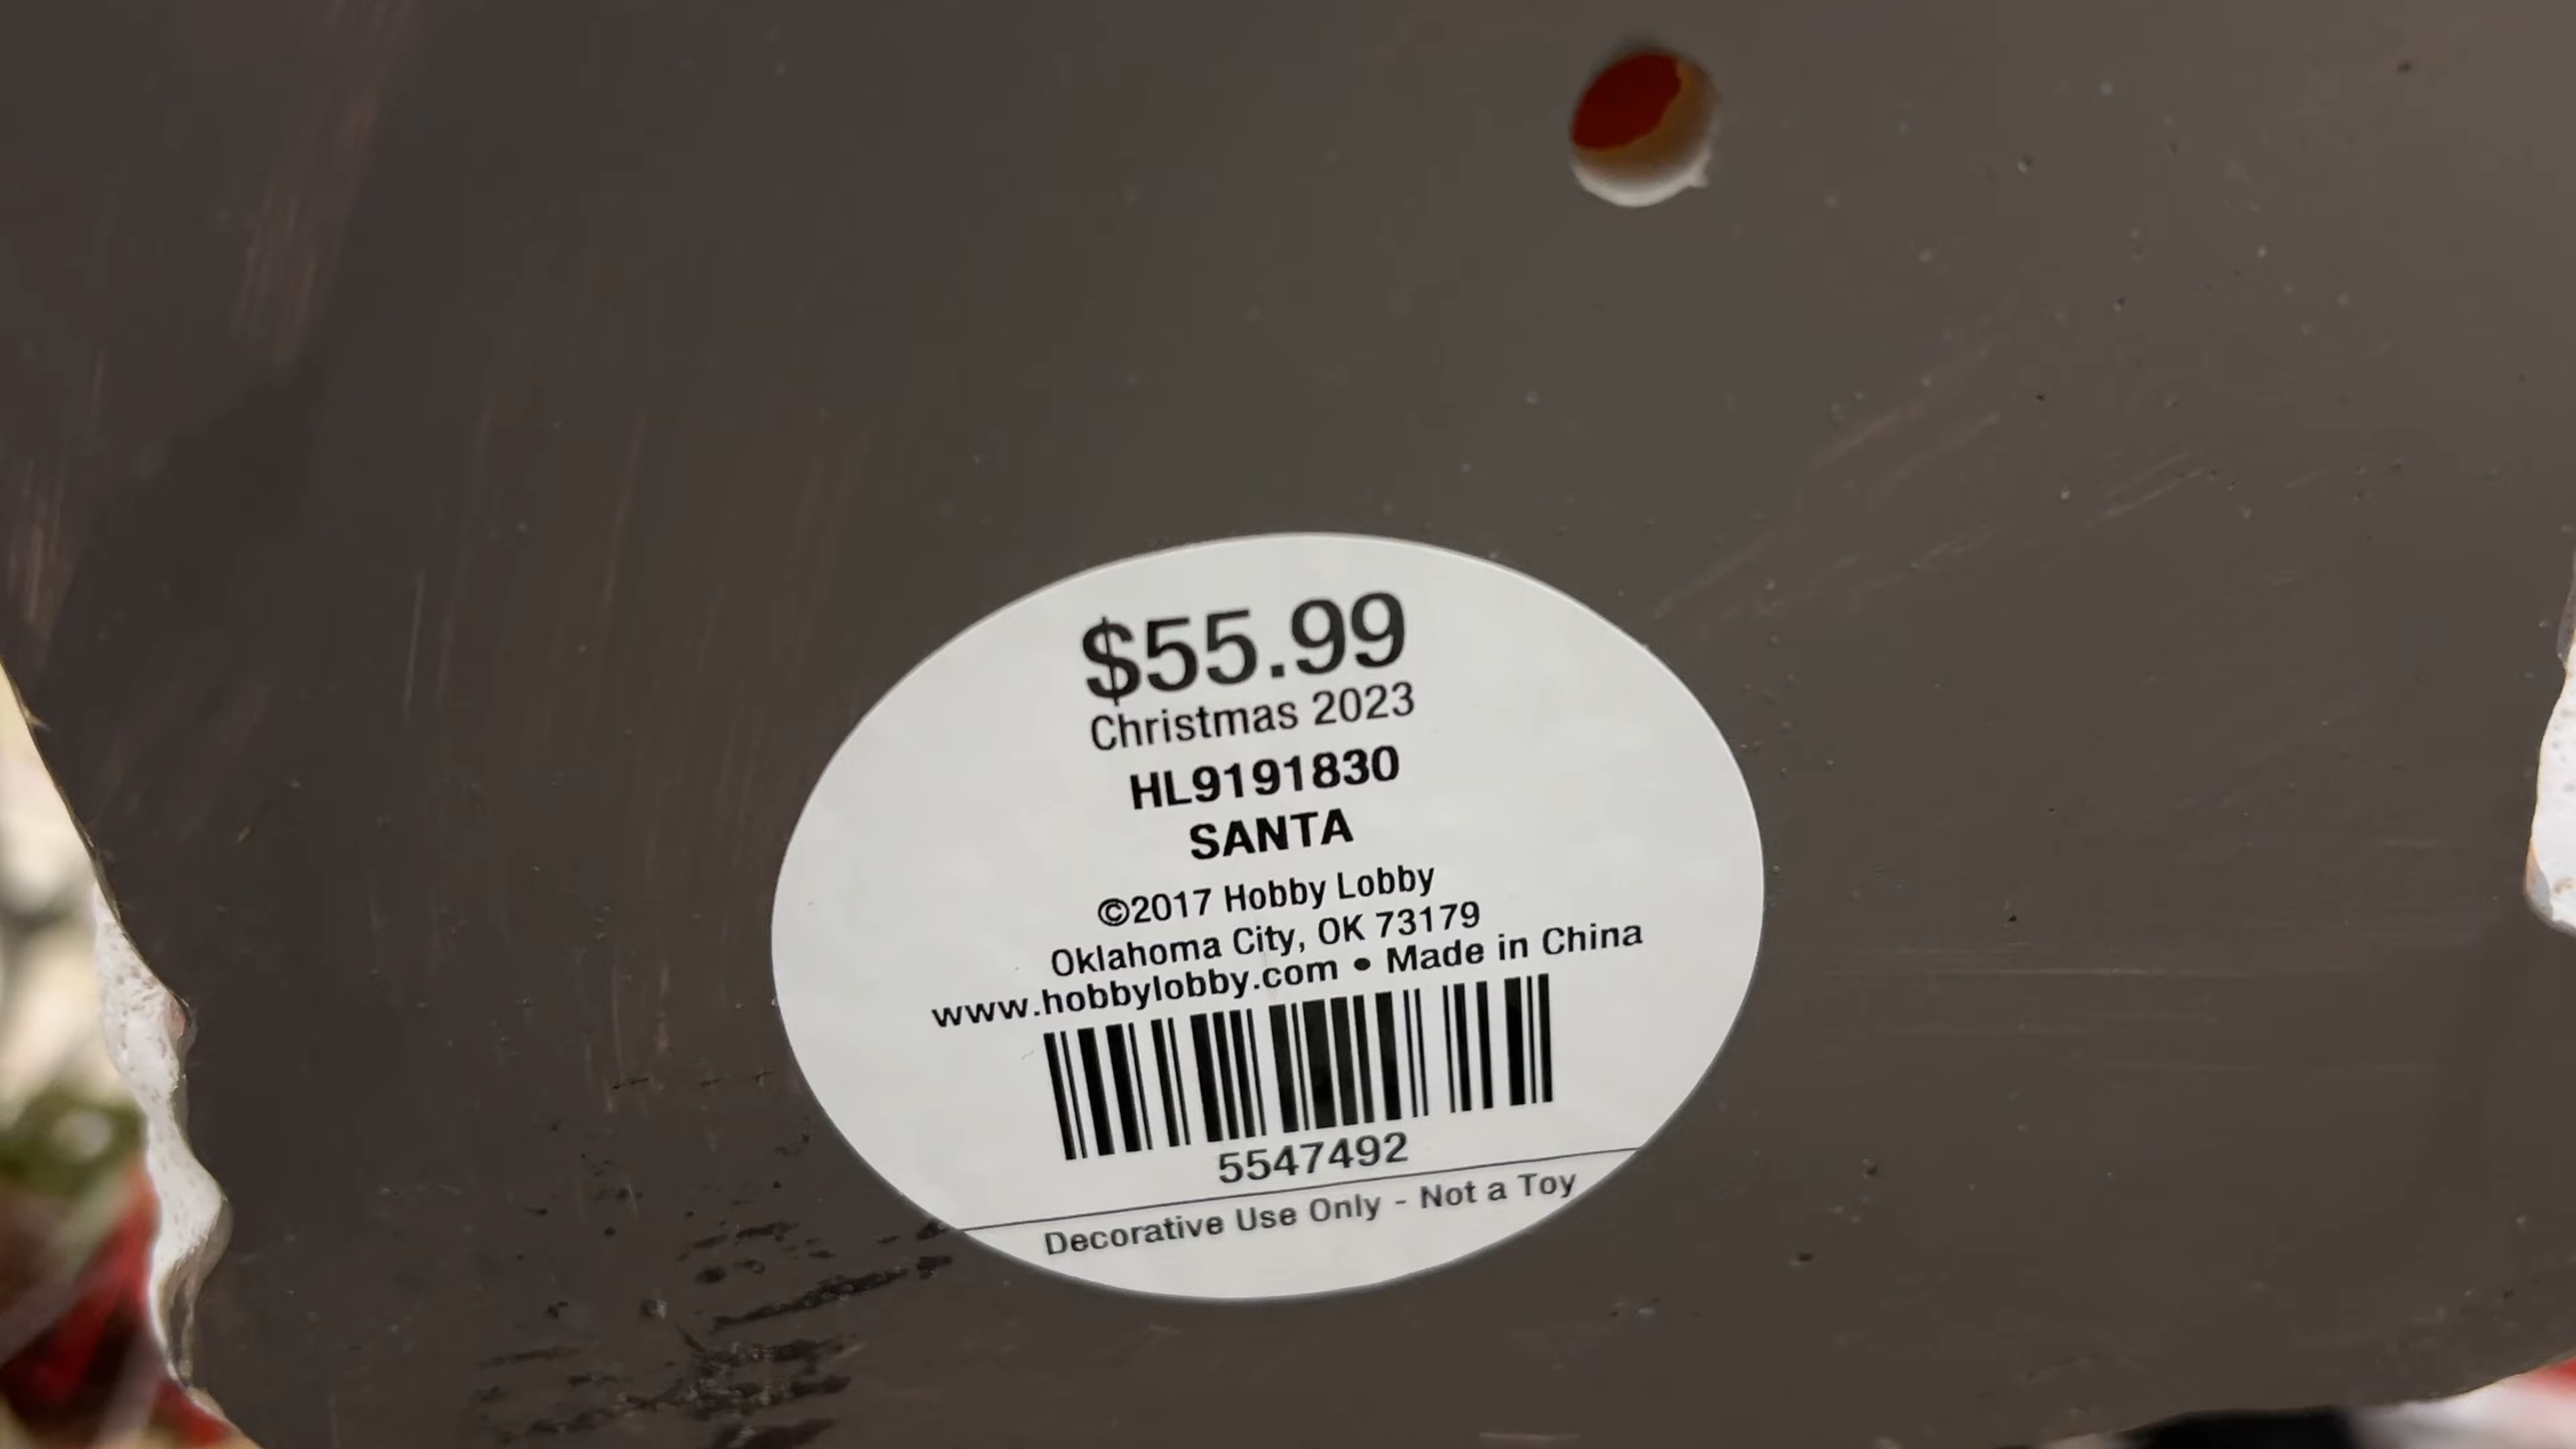 $55.99
Christmas 2023
HL9191830
SANTA
©2017 Hobby Lobby
Oklahoma City, OK 73179
www.hobbylobby.com • Made in China
5547492
Decorative Use Only - Not a Toy